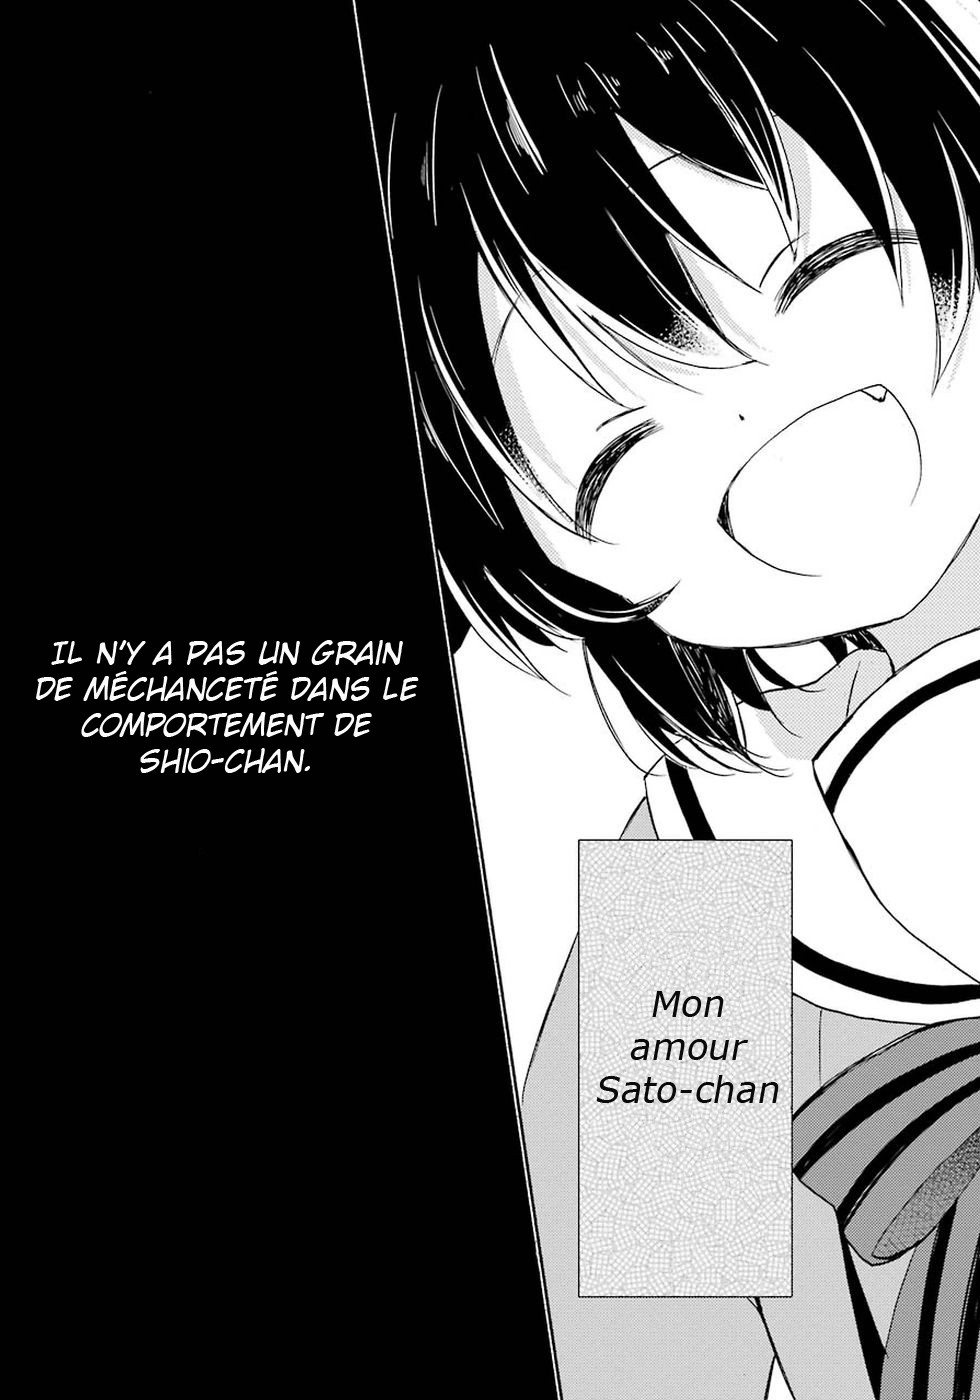 IL N'Y A PAS UN GRAIN
DE MÉCHANCETÉ DANS LE
COMPORTEMENT DE
SHIO-CHAN.
Mon
amour
Sato-chan